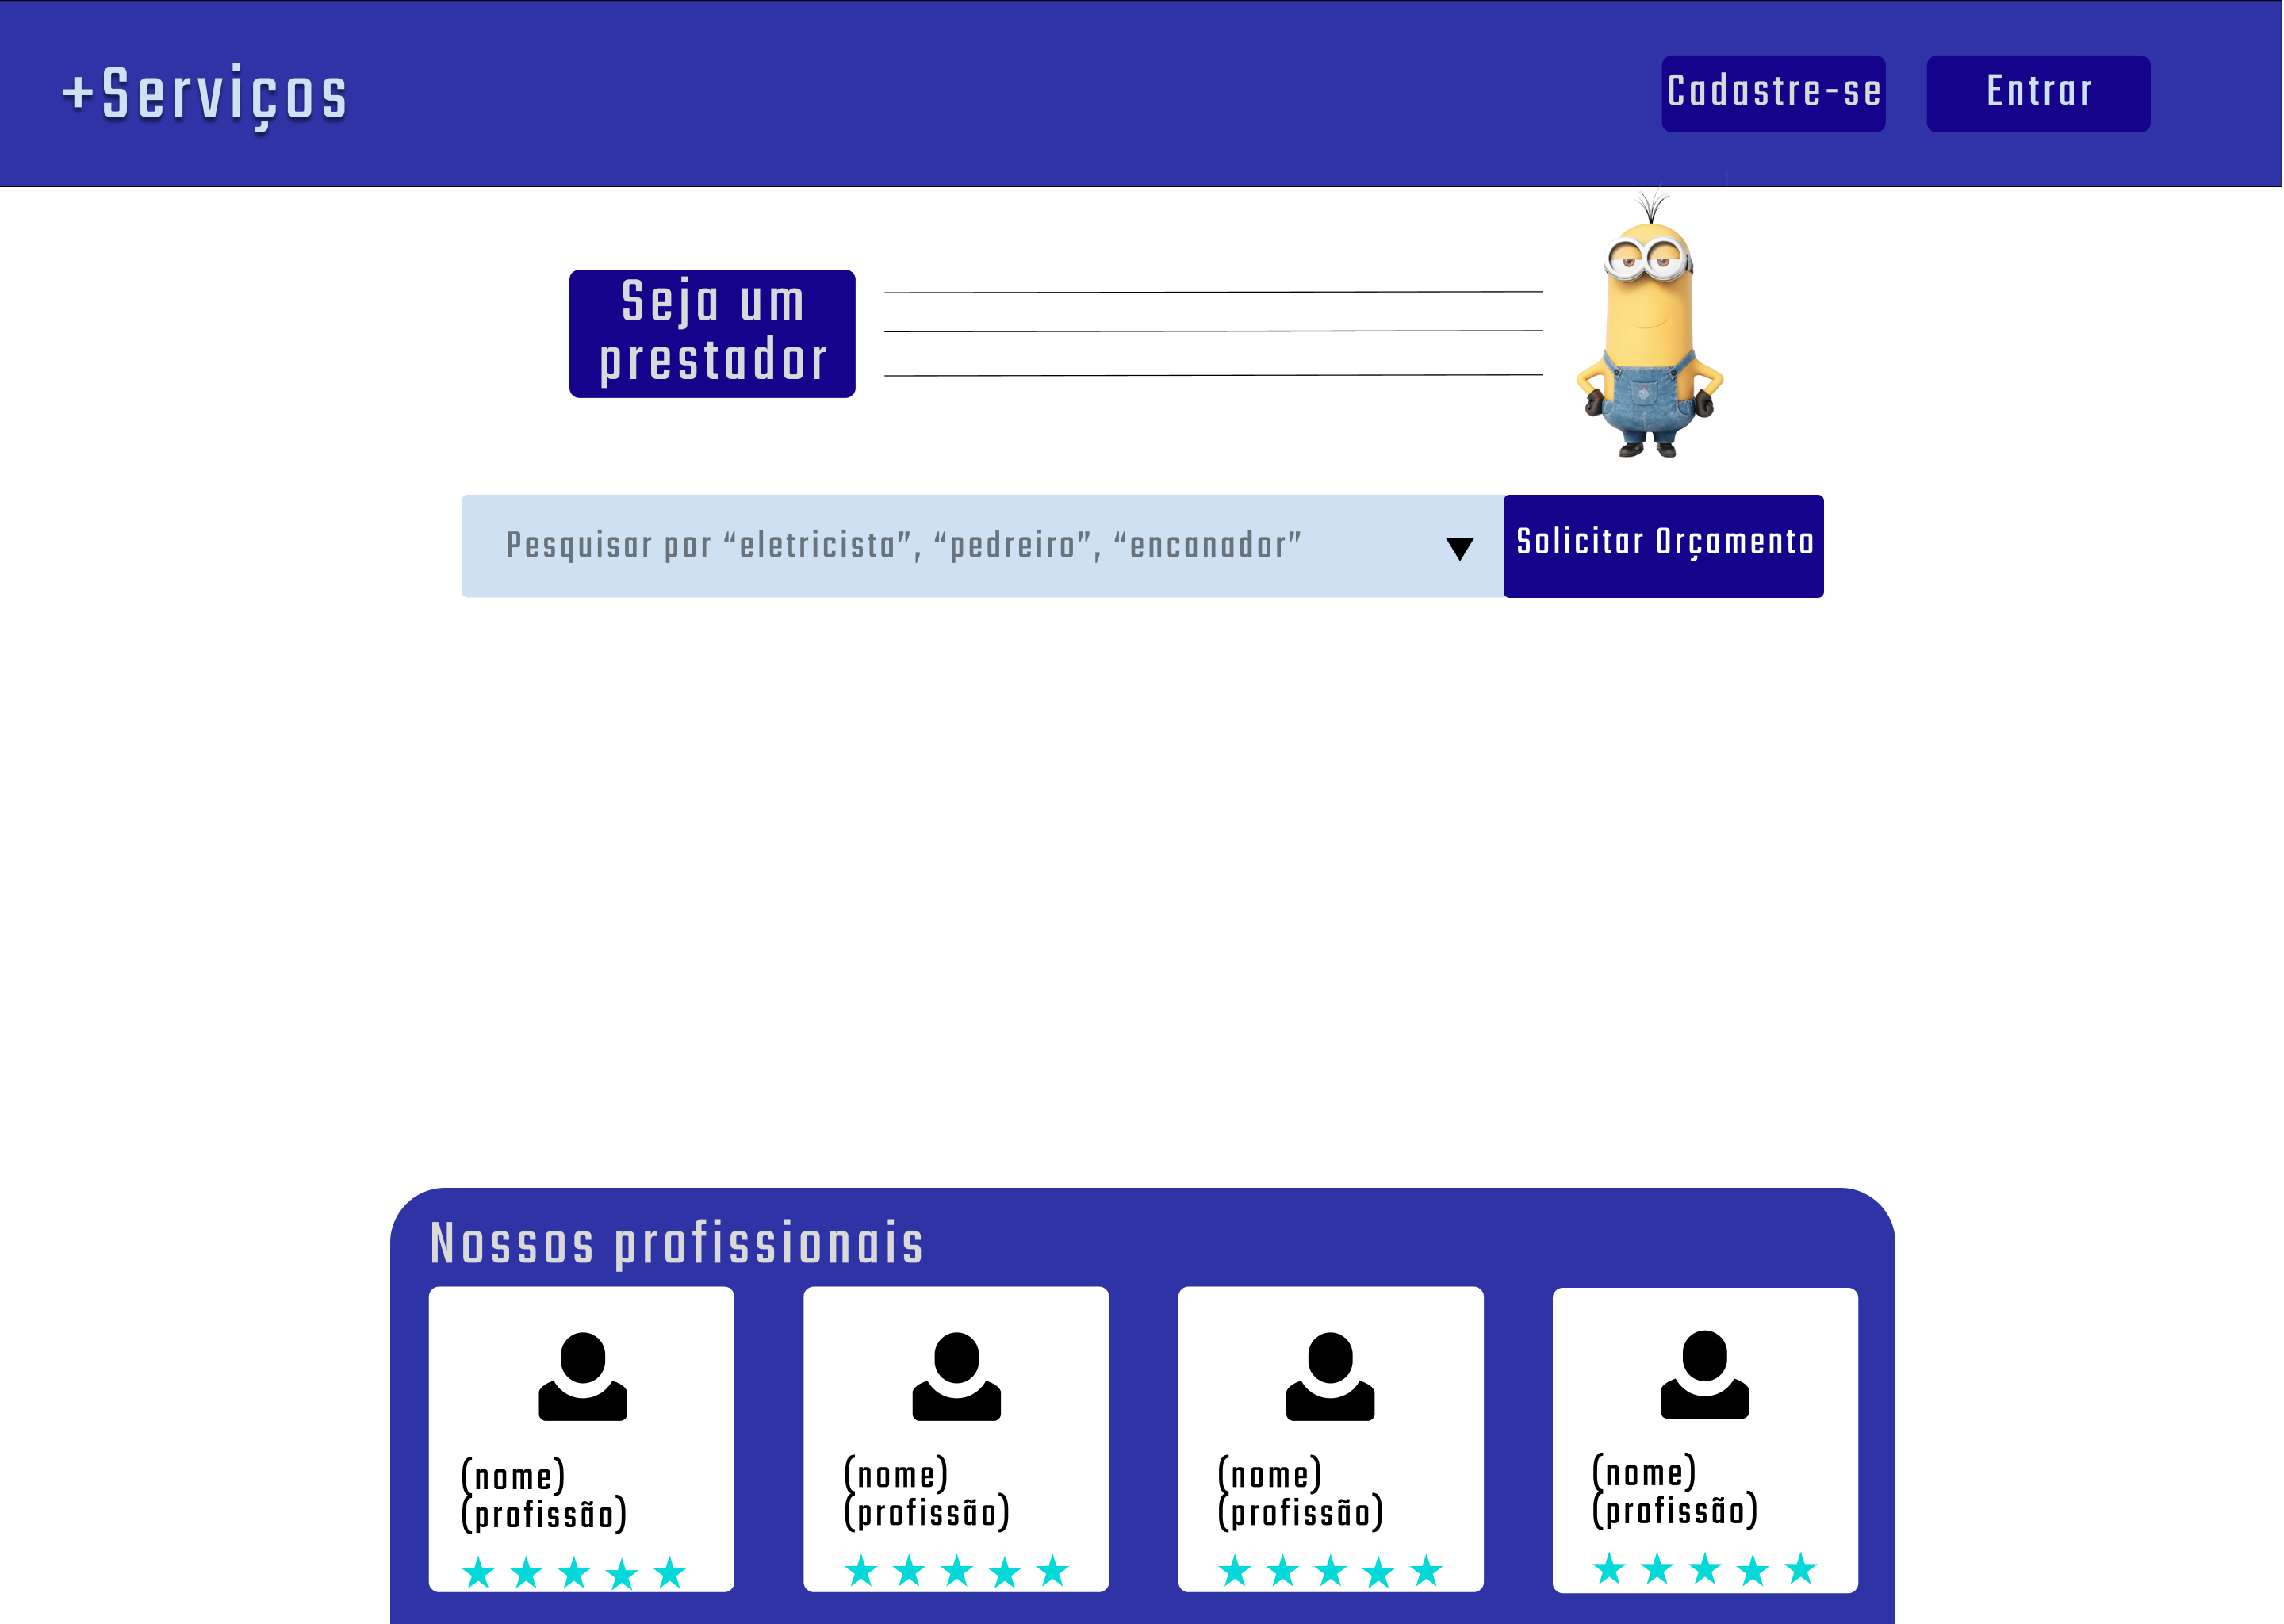 +Serviços
Cadastre-se
Entrar
Seja um
prestador
Pesquisar por “eletricista”, “pedreiro”, “encanador”
Solicitar Orçamento
Nossos profissionais
(nome)
(profissão)
(nome)
(profissão)
(nome)
(profissão)
(nome)
(profissão)